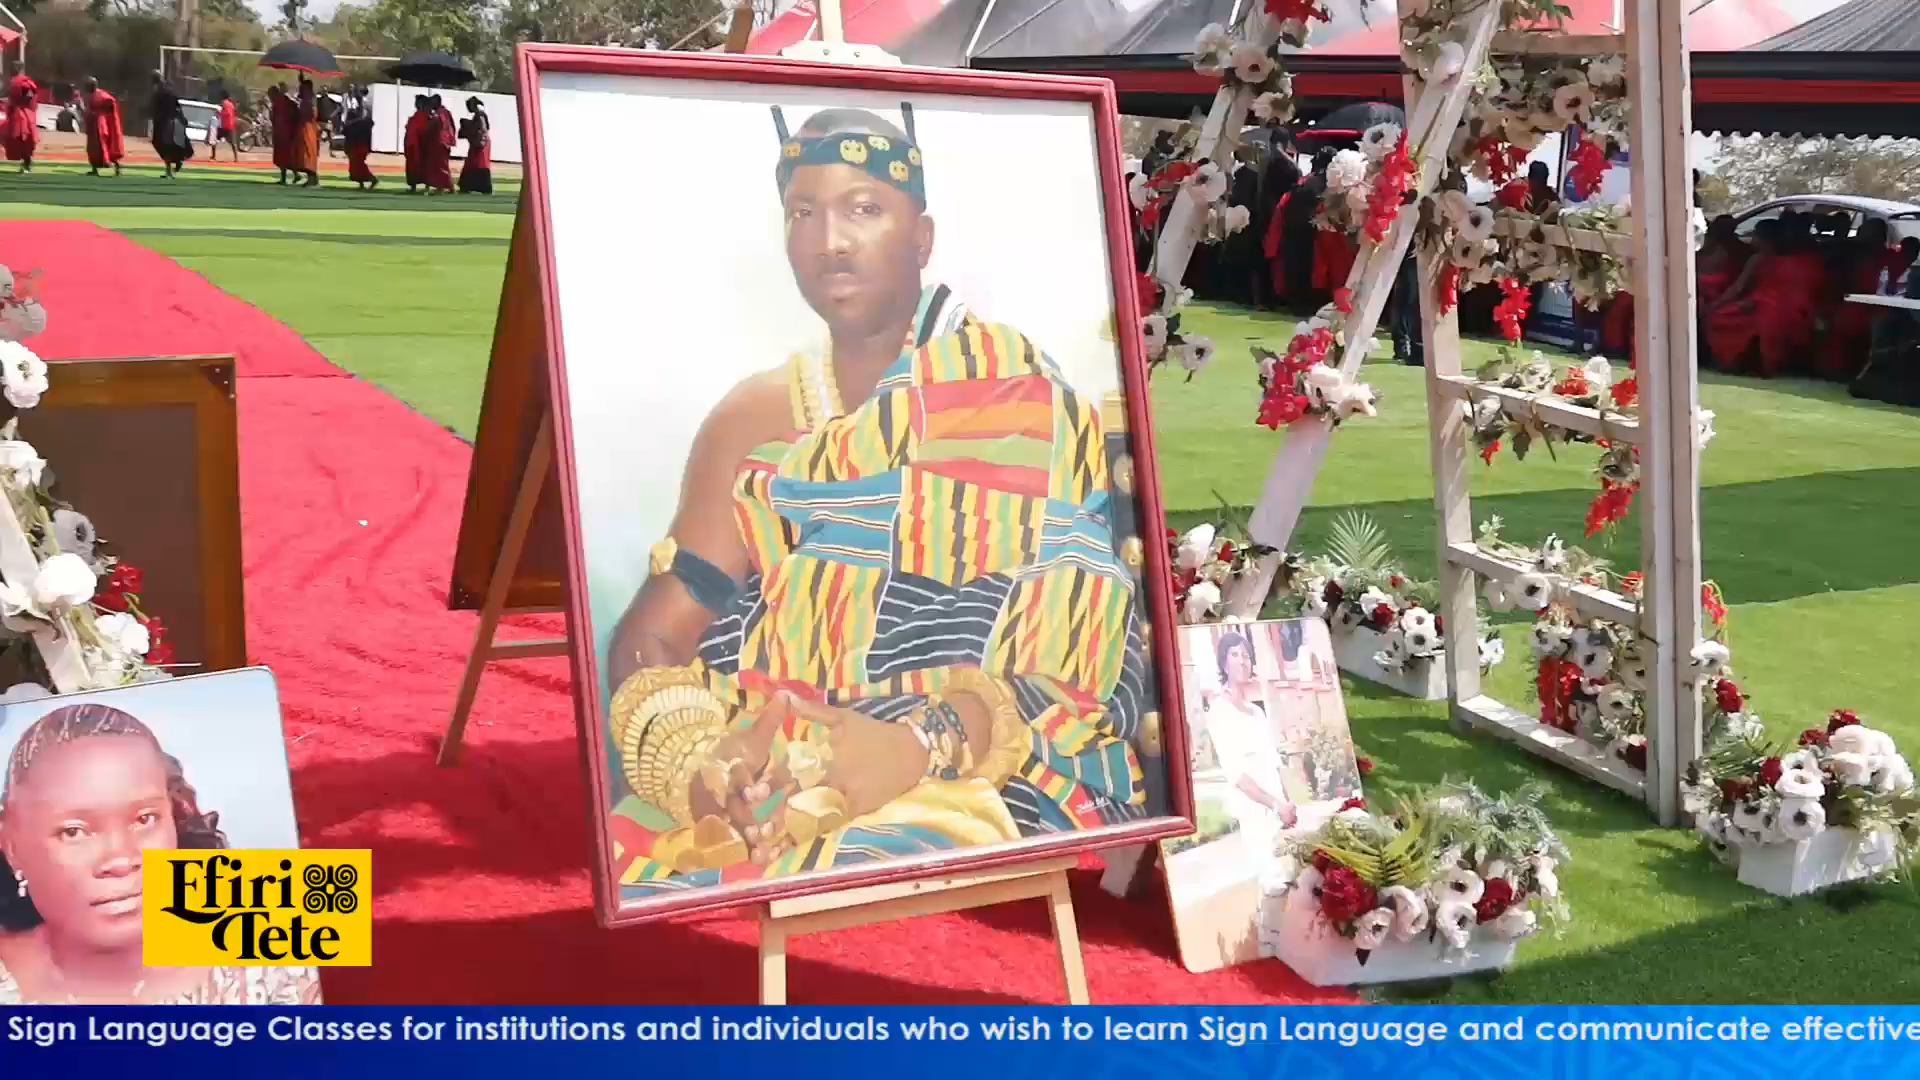 Efiri
Tete
Sign Language Classes for institutions and individuals who wish to learn Sign Language and communicate effective